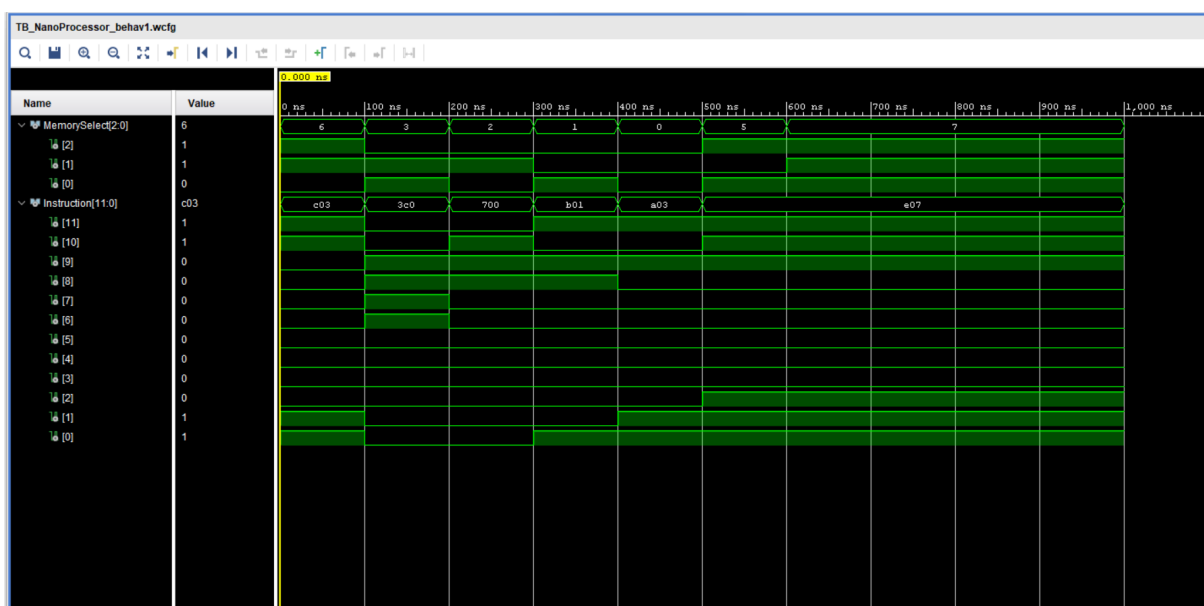 TB_NanoProcessor_behav1.wcfg
0.000 ns
Name Value
0 ns 100 ns 200 ns 300 ns 400 ns 500 ns 600 ns 700 ns 800 ns 900 ns 1,000 ns
MemorySelect[2:0] 6 6 3 2 1 0 5 7
[2] 1
[1] 1
[0] 0
Instruction[11:0] c03 c03 3c0 700 b01 a03 e07
[11] 1
[10] 1
[9] 0
[8] 0
[7] 0
[6] 0
[5] 0
[4] 0
[3] 0
[2] 0
[1] 1
[0] 1